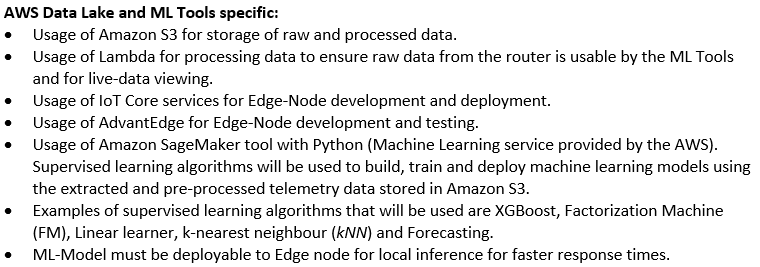 AWS Data Lake and ML Tools specific:
• Usage of Amazon S3 for storage of raw and processed data.
• Usage of Lambda for processing data to ensure raw data from the router is usable by the ML Tools
and for live-data viewing.
• Usage of IoT Core services for Edge-Node development and deployment.
• Usage of AdvantEdge for Edge-Node development and testing.
• Usage of Amazon SageMaker tool with Python (Machine Learning service provided by the AWS).
Supervised learning algorithms will be used to build, train and deploy machine learning models using
the extracted and pre-processed telemetry data stored in Amazon S3.
• Examples of supervised learning algorithms that will be used are XGBoost, Factorization Machine
(FM), Linear learner, k-nearest neighbour (kNN) and Forecasting.
• ML-Model must be deployable to Edge node for local inference for faster response times.